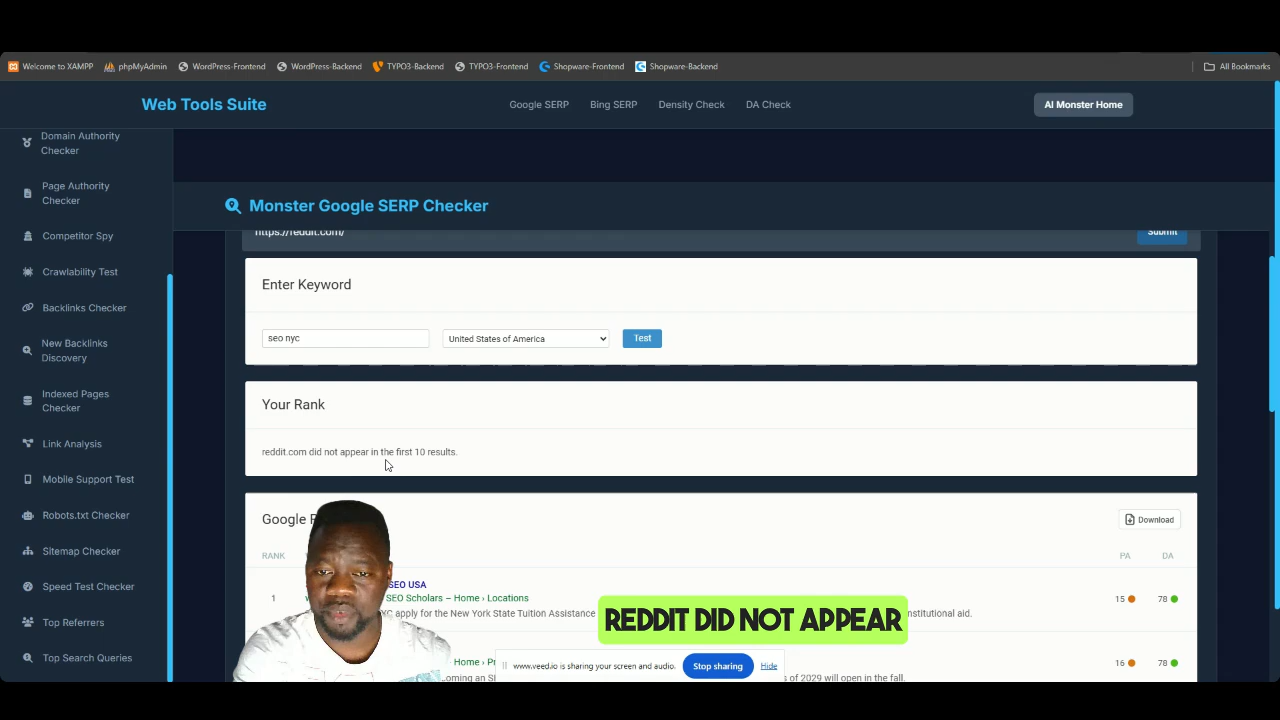 Welcome to XAMPP
phpMyAdmin
WordPress-Frontend
WordPress-Backend
TYPO3-Backend
TYPO3-Frontend
Shopware-Frontend
Shopware-Backend
All Bookmarks
Web Tools Suite
Google SERP
Bing SERP
Density Check
DA Check
AI Monster Home
Domain Authority
Checker
Page Authority
Checker
Competitor Spy
Crawlability Test
Backlinks Checker
New Backlinks
Discovery
Indexed Pages
Checker
Link Analysis
Mobile Support Test
Robots.txt Checker
Sitemap Checker
Speed Test Checker
Top Referrers
Top Search Queries
Monster Google SERP Checker
https://reddit.com/
Submit
Enter Keyword
seo nyc
United States of America
Test
Your Rank
reddit.com did not appear in the first 10 results.
Google
Download
RANK
PA
DA
SEO USA
1
SEO Scholars – Home › Locations
15
78
apply for the New York State Tuition Assistance
institutional aid.
REDDIT DID NOT APPEAR
Home ›
16
78
of 2029 will open in the fall.
www.veed.io is sharing your screen and audio.
Stop sharing
Hide